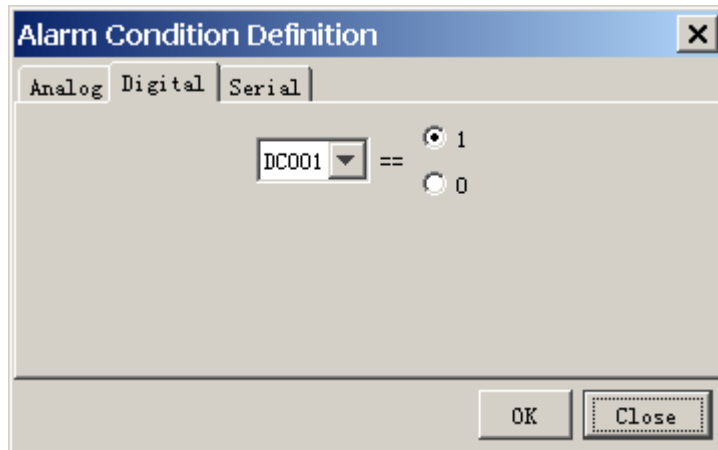 Alarm Condition Definition
Analog Digital Serial
DC001 == 1
0
OK Close